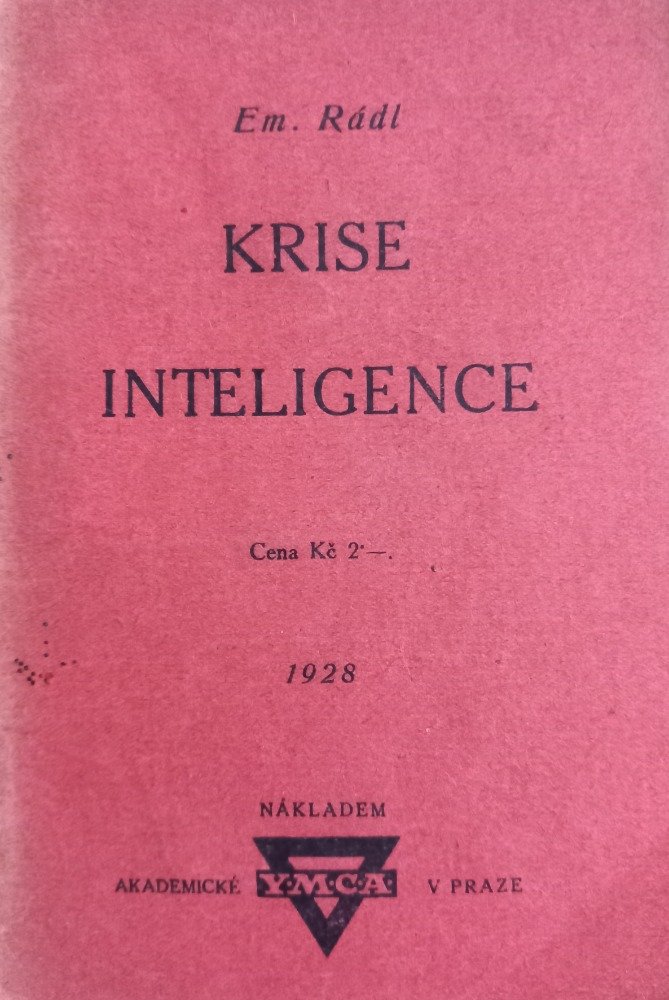 Em. Rádl
KRISE
INTELIGENCE
Cena Kč 2·—.
1928
NÁKLADEM
AKADEMICKÉ Y·M·C·A· V PRAZE